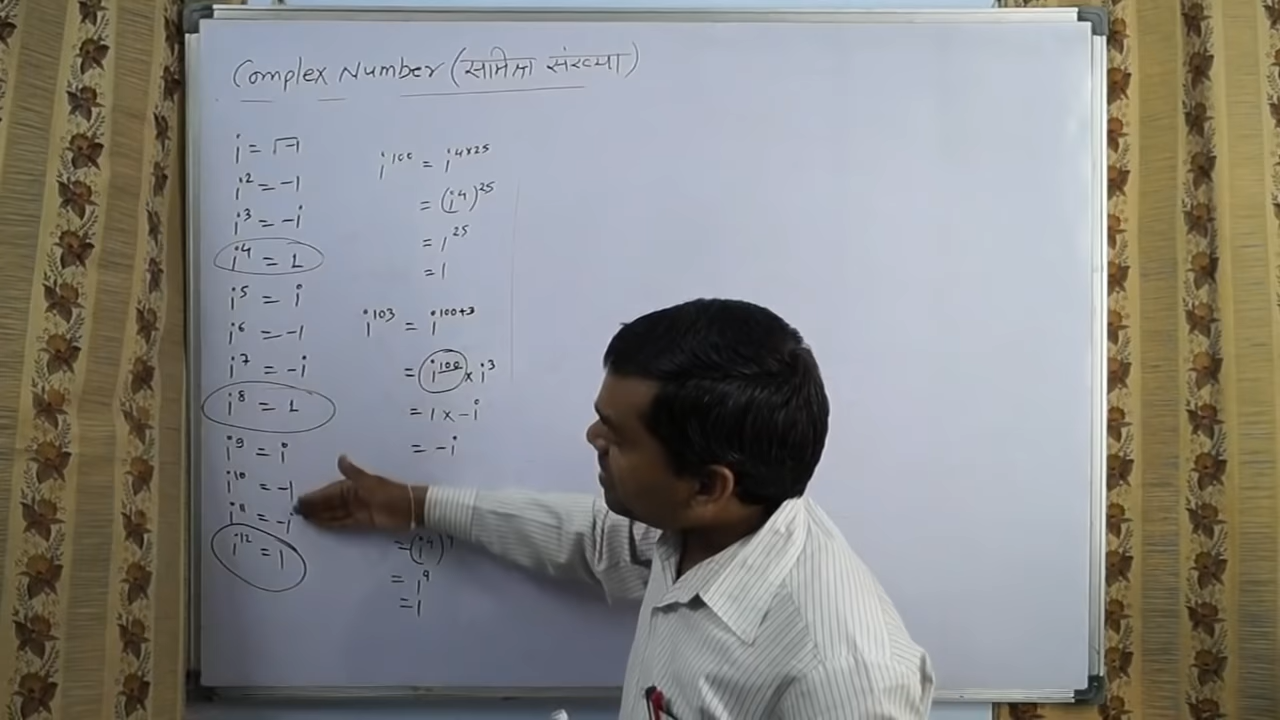 Complex Number (सामिता संख्या)
i = √-1
i² = -1
i³ = -i
i⁴ = 1
i⁵ = i
i⁶ = -1
i⁷ = -i
i⁸ = 1
i⁹ = i
i¹⁰ = -1
i¹¹ = -i
i¹² = 1
i¹⁰⁰ = i⁴ˣ²⁵
= (i⁴)²⁵
= 1²⁵
= 1
i¹⁰³ = i¹⁰⁰⁺³
= i¹⁰⁰ × i³
= 1 × -i
= -i
= (i⁴)⁹
= 1⁹
= 1